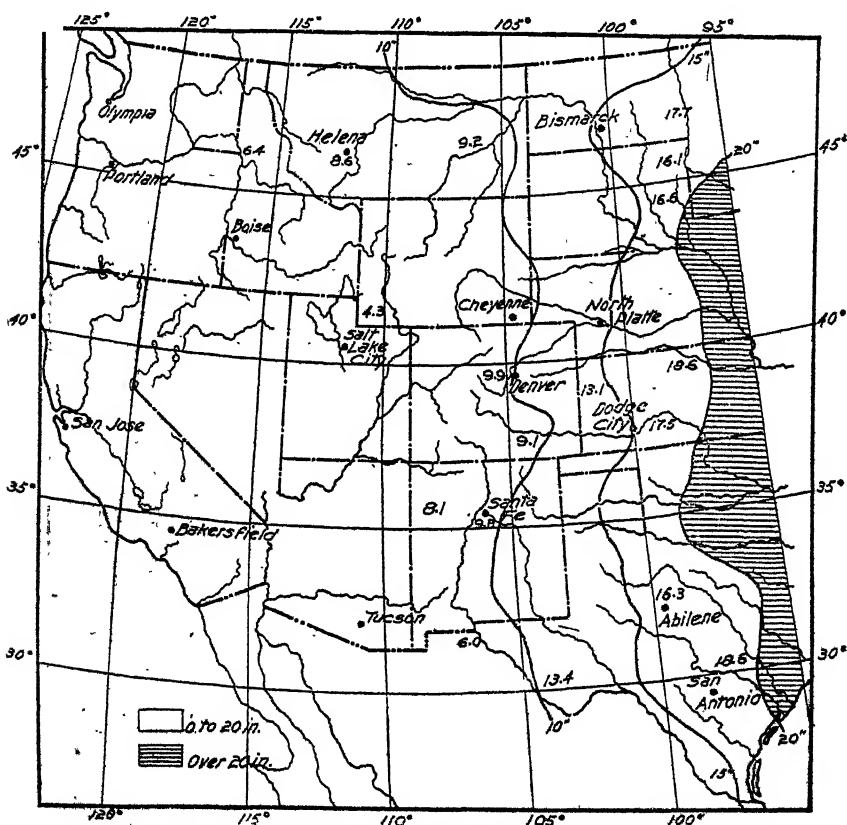 125° 120° 115° 110° 105° 100° 95°
10" 15"
Olympia
Helena
8.6
6.4
9.2
Bismarck
17.7
16.1
16.6
20"
45° 45°
Portland
Boise
4.3
Cheyenne
North
Platte
40° 40°
Salt
Lake
City
9.9
Denver
13.1
18.6
Dodge
City
17.5
San Jose
9.1
35° 35°
8.1
Santa
Fe
Bakersfield
Tucson
6.0
16.3
Abilene
30° 30°
13.4
18.6
San
Antonio
0 to 20 in.
Over 20 in.
10"
15"
20"
120° 115° 110° 105° 100°